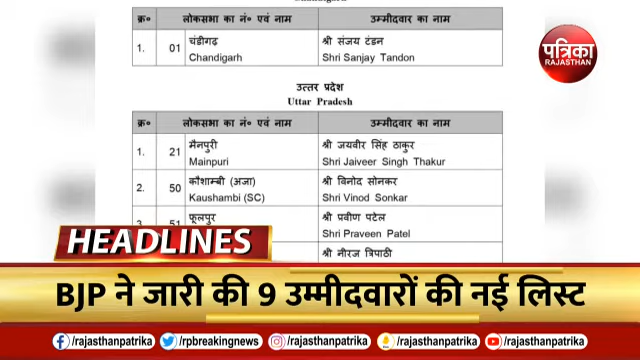 क्र० लोकसभा का नं० एवं नाम उम्मीदवार का नाम
1. 01 चंडीगढ़ श्री संजय टंडन
Chandigarh Shri Sanjay Tandon
पत्रिका
RAJASTHAN
उत्तर प्रदेश
Uttar Pradesh
क्र० लोकसभा का नं० एवं नाम उम्मीदवार का नाम
1. 21 मैनपुरी श्री जयवीर सिंह ठाकुर
Mainpuri Shri Jaiveer Singh Thakur
2. 50 कौशाम्बी (अजा) श्री बिनोद सोनकर
Kaushambi (SC) Shri Vinod Sonkar
3. 51 फूलपुर श्री प्रवीण पटेल
Shri Praveen Patel
श्री नीरज त्रिपाठी
HEADLINES
BJP ने जारी की 9 उम्मीदवारों की नई लिस्ट
/rajasthanpatrika /rpbreakingnews /rajasthanpatrika /rajasthanpatrika /rajasthanpatrika